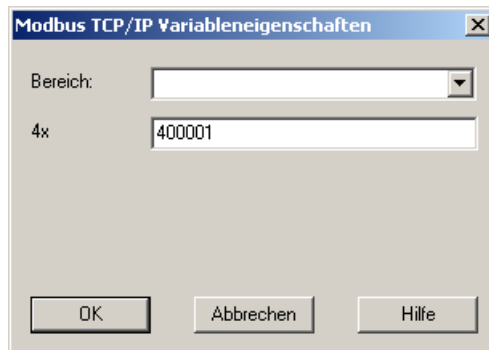 Modbus TCP/IP Variableneigenschaften
Bereich:
4x 400001
OK Abbrechen Hilfe